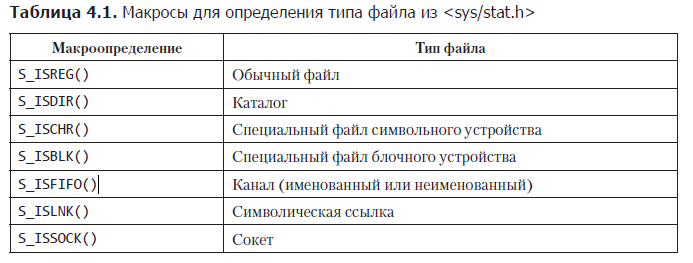 Таблица 4.1. Макросы для определения типа файла из <sys/stat.h>
Макроопределение Тип файла
S_ISREG() Обычный файл
S_ISDIR() Каталог
S_ISCHR() Специальный файл символьного устройства
S_ISBLK() Специальный файл блочного устройства
S_ISFIFO() Канал (именованный или неименованный)
S_ISLNK() Символическая ссылка
S_ISSOCK() Сокет